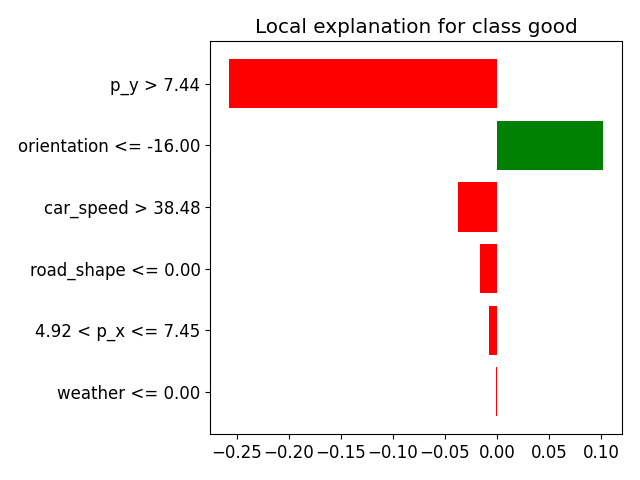 Local explanation for class good
p_y > 7.44
orientation <= -16.00
car_speed > 38.48
road_shape <= 0.00
4.92 < p_x <= 7.45
weather <= 0.00
−0.25 −0.20 −0.15 −0.10 −0.05 0.00 0.05 0.10